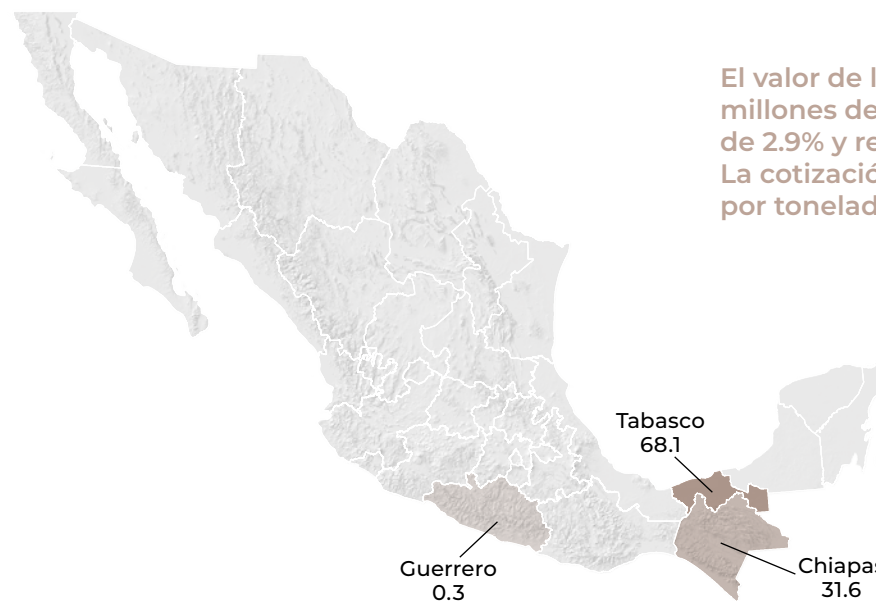 El valor de l
millones de
de 2.9% y re
La cotizació
por tonelad
Tabasco
68.1
Guerrero
0.3
Chiapas
31.6